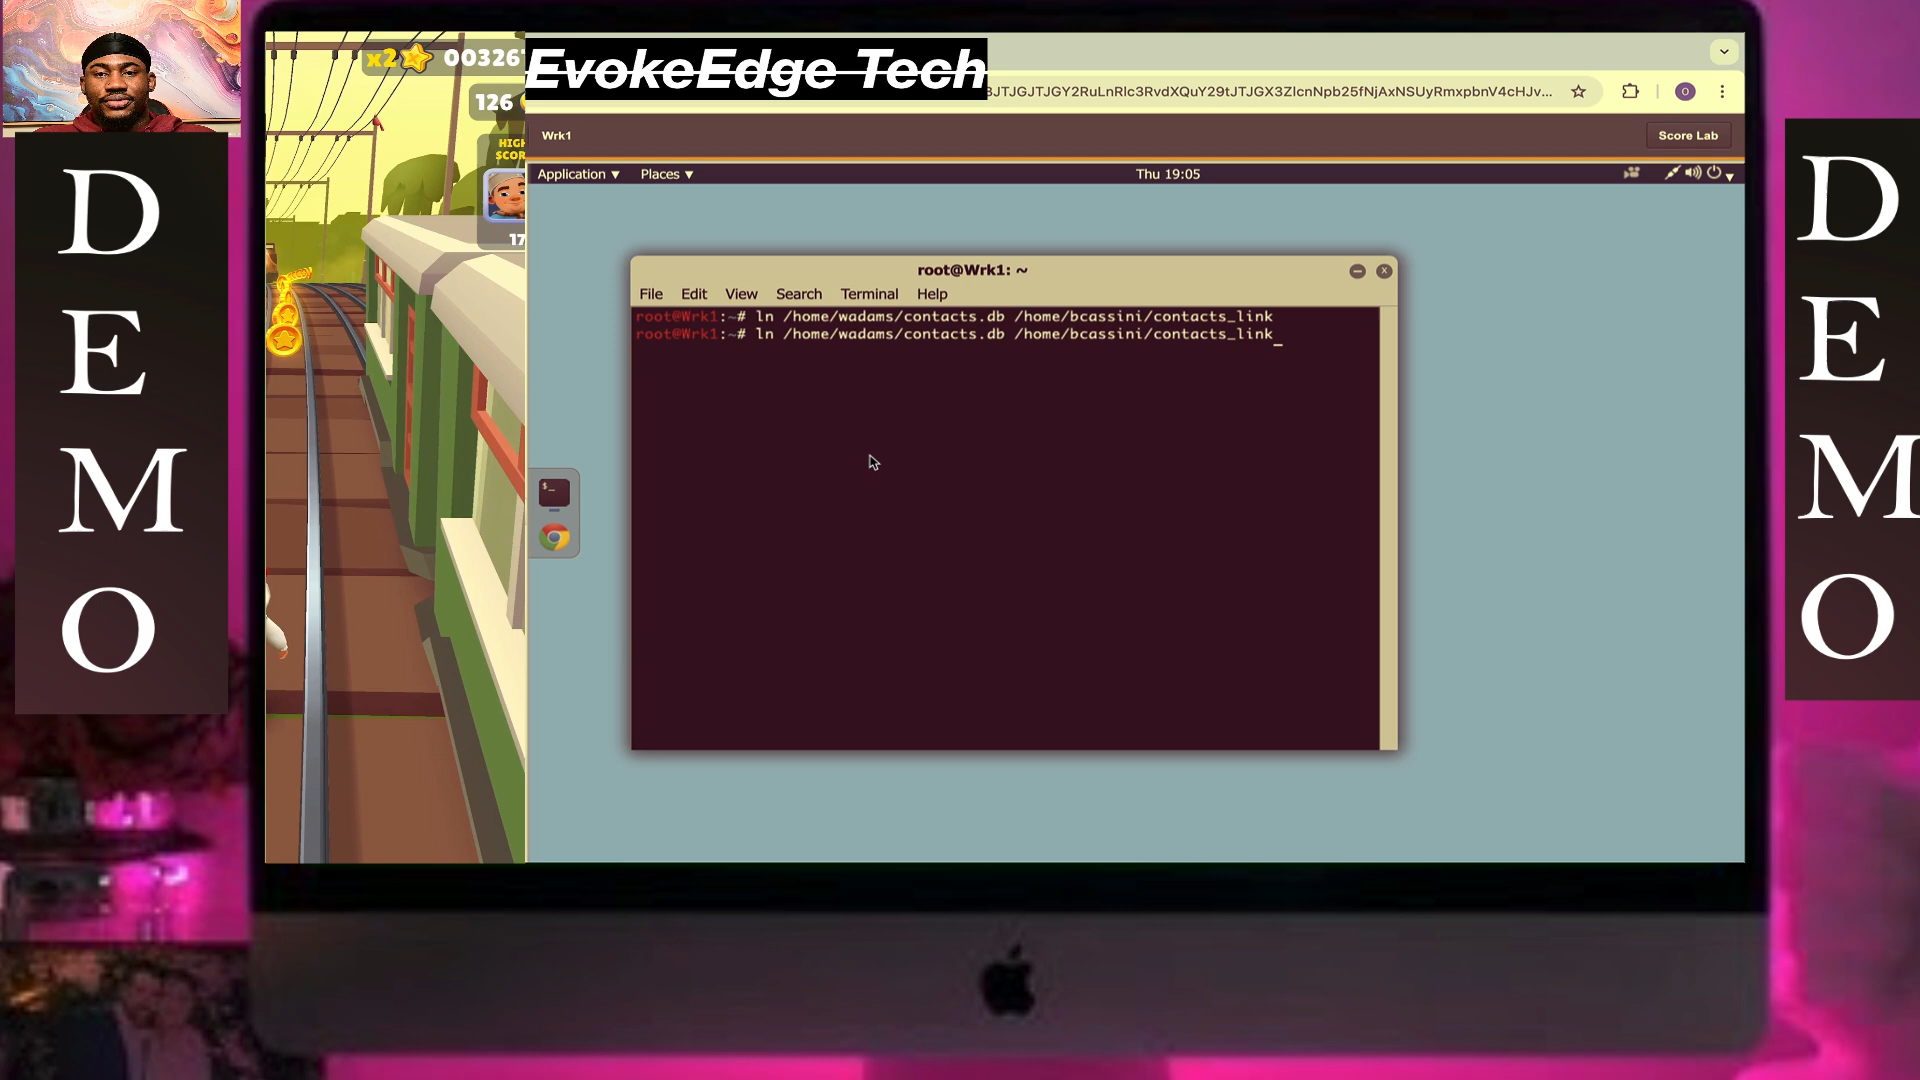 D
E
M
O
x2 00326
126
HIGH
SCOR
17
EvokeEdge Tech
JTJGJTJGY2RuLnRlc3RvdXQuY29tJTJGX3ZlcnNpb25fNjAxNSUyRmxpbnV4cHJv...
O
Wrk1
Score Lab
Application ▼ Places ▼
Thu 19:05
root@Wrk1: ~
File Edit View Search Terminal Help
root@Wrk1:~# ln /home/wadams/contacts.db /home/bcassini/contacts_link
root@Wrk1:~# ln /home/wadams/contacts.db /home/bcassini/contacts_link_
$_
D
E
M
O